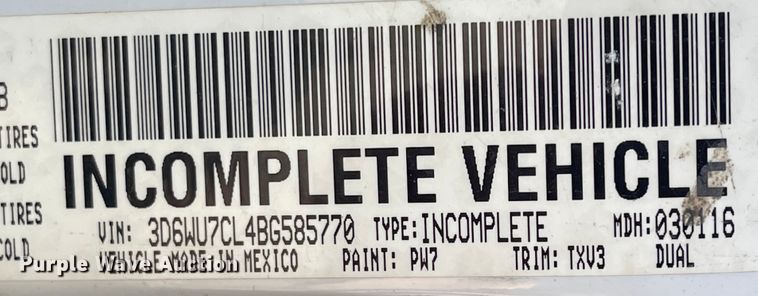 B
TIRES
COLD
TIRES
COLD
INCOMPLETE VEHICLE
VIN: 3D6WU7CL4BG585770 TYPE: INCOMPLETE MDH: 030116
VEHICLE MADE IN MEXICO PAINT: PW7 TRIM: TXV3 DUAL
Purple Wave Auction